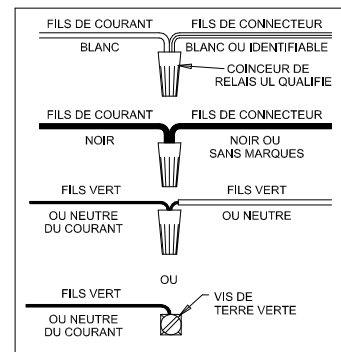 FILS DE COURANT FILS DE CONNECTEUR
BLANC BLANC OU IDENTIFIABLE
COINCEUR DE
RELAIS UL QUALIFIE
FILS DE COURANT FILS DE CONNECTEUR
NOIR NOIR OU
SANS MARQUES
FILS VERT FILS VERT
OU NEUTRE OU NEUTRE
DU COURANT
OU
FILS VERT VIS DE
TERRE VERTE
OU NEUTRE
DU COURANT